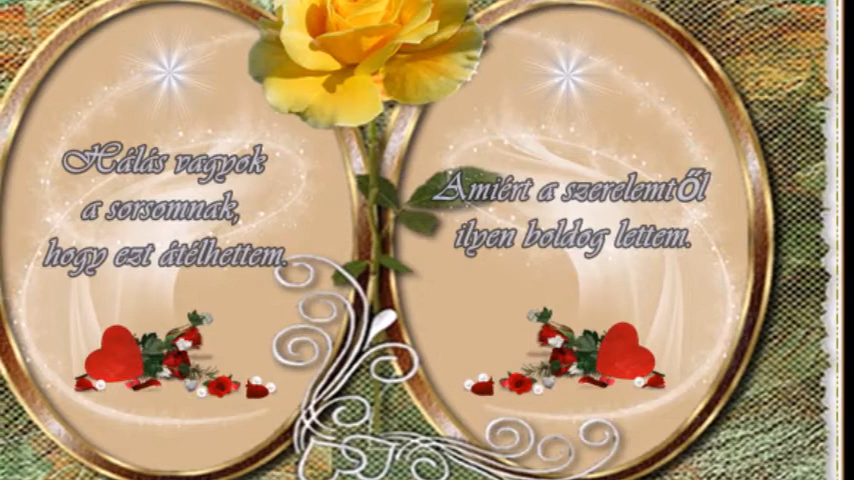 Hálás vagyok
a sorsomnak,
hogy ezt átélhettem.
Amiért a szerelemtől
ilyen boldog lettem.